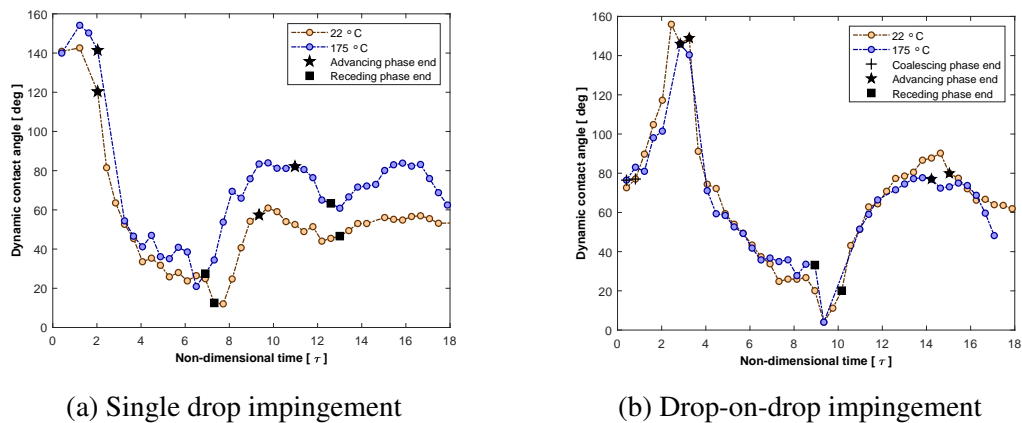 160
140
120
100
80
60
40
20
0
0 2 4 6 8 10 12 14 16 18
Dynamic contact angle [ deg ]
Non-dimensional time [ τ ]
22 °C
175 °C
Advancing phase end
Receding phase end
(a) Single drop impingement
160
140
120
100
80
60
40
20
0
0 2 4 6 8 10 12 14 16 18
Dynamic contact angle [ deg ]
Non-dimensional time [ τ ]
22 °C
175 °C
Coalescing phase end
Advancing phase end
Receding phase end
(b) Drop-on-drop impingement